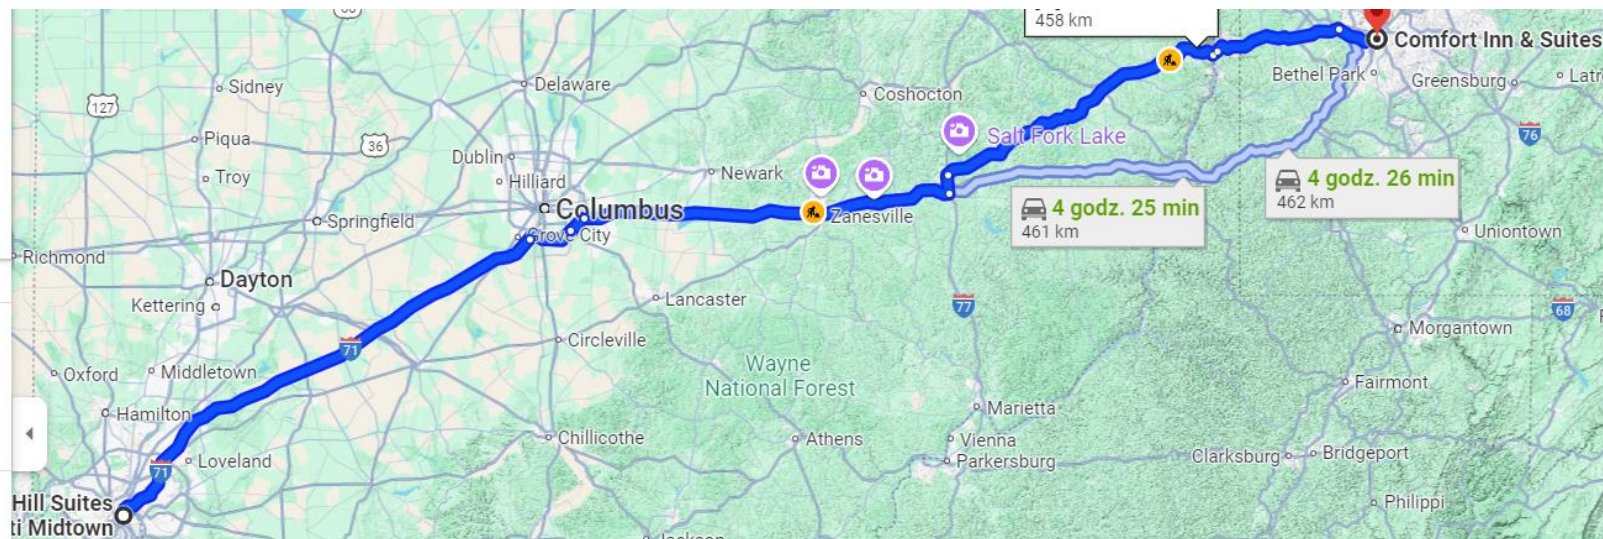 458 km
Comfort Inn & Suites
Bethel Park
Greensburg
Sidney
Delaware
Coshocton
127
76
Piqua
36
Salt Fork Lake
Dublin
Newark
Troy
Hilliard
4 godz. 26 min
462 km
Columbus
4 godz. 25 min
461 km
Springfield
Zanesville
Grove City
Uniontown
Richmond
Dayton
Kettering
Lancaster
77
68
Morgantown
71
Circleville
Wayne
National Forest
Oxford
Middletown
Fairmont
Hamilton
Marietta
Chillicothe
Athens
Vienna
Parkersburg
Clarksburg
Bridgeport
71
Loveland
Hill Suites
ti Midtown
Philippi